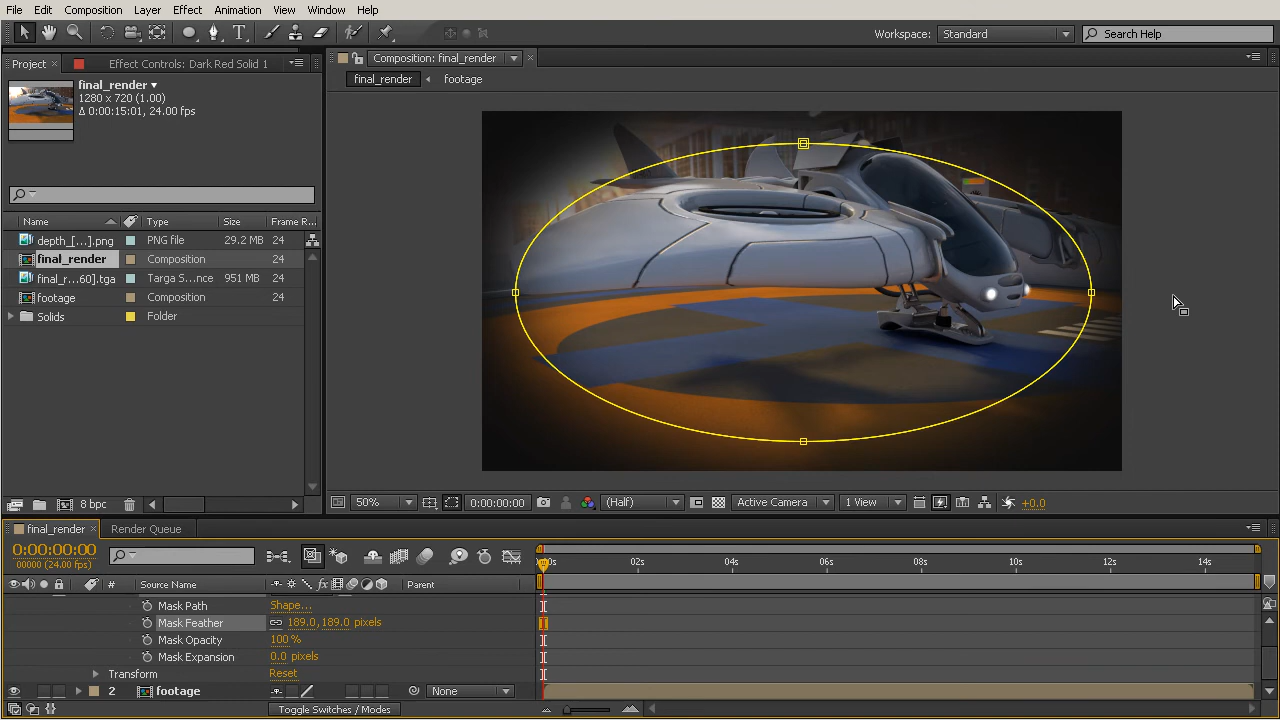 File Edit Composition Layer Effect Animation View Window Help
Workspace: Standard Search Help
Project Effect Controls: Dark Red Solid 1 Composition: final_render
final_render footage
final_render
1280 x 720 (1.00)
Δ 0:00:15:01, 24.00 fps
Name Type Size Frame R...
depth_[...].png PNG file 29.2 MB 24
final_render Composition 24
final_r...60].tga Targa S...nce 951 MB 24
footage Composition 24
Solids Folder
8 bpc
50% 0:00:00:00 (Half) Active Camera 1 View +0.0
final_render Render Queue
0:00:00:00
00000 (24.00 fps)
02s 04s 06s 08s 10s 12s 14s
# Source Name Parent
Mask Path Shape...
Mask Feather 189.0,189.0 pixels
Mask Opacity 100%
Mask Expansion 0.0 pixels
Transform Reset
2 footage None
Toggle Switches / Modes